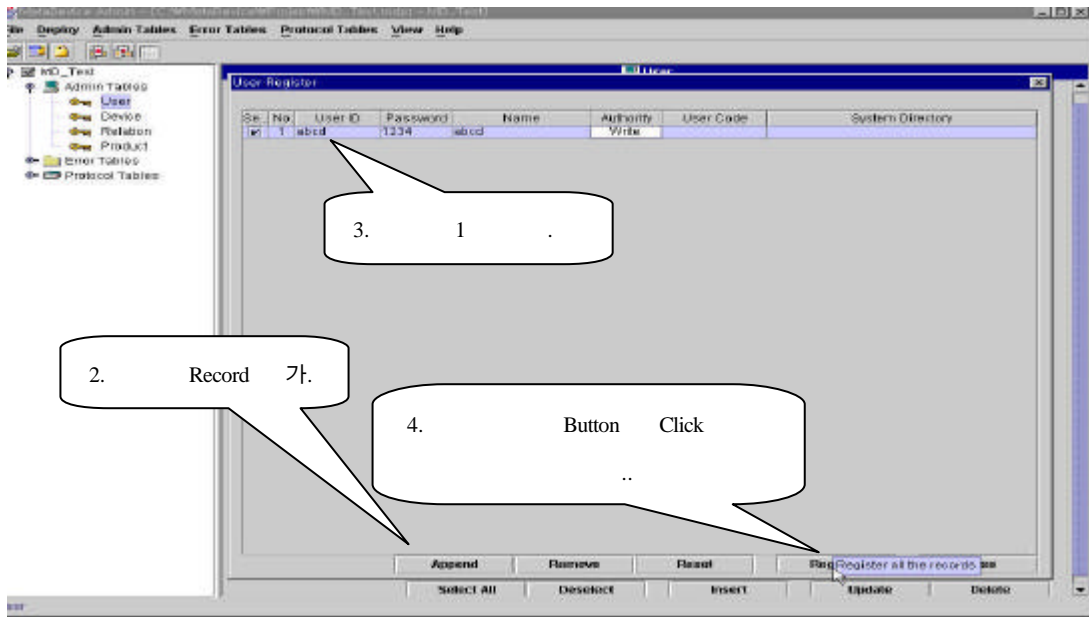 Deploy Admin Tables Error Tables Protocol Tables View Help
MD_Test
Admin Tables
User
Device
Relation
Product
Error Tables
Protocol Tables
User
User Register
Se No User ID Password Name Authority User Code System Directory
1 abcd 1234 abcd Write
3. 1 .
2. Record 가.
4. Button Click
..
Append Remove Reset Register all the records
Select All Deselect Insert Update Delete